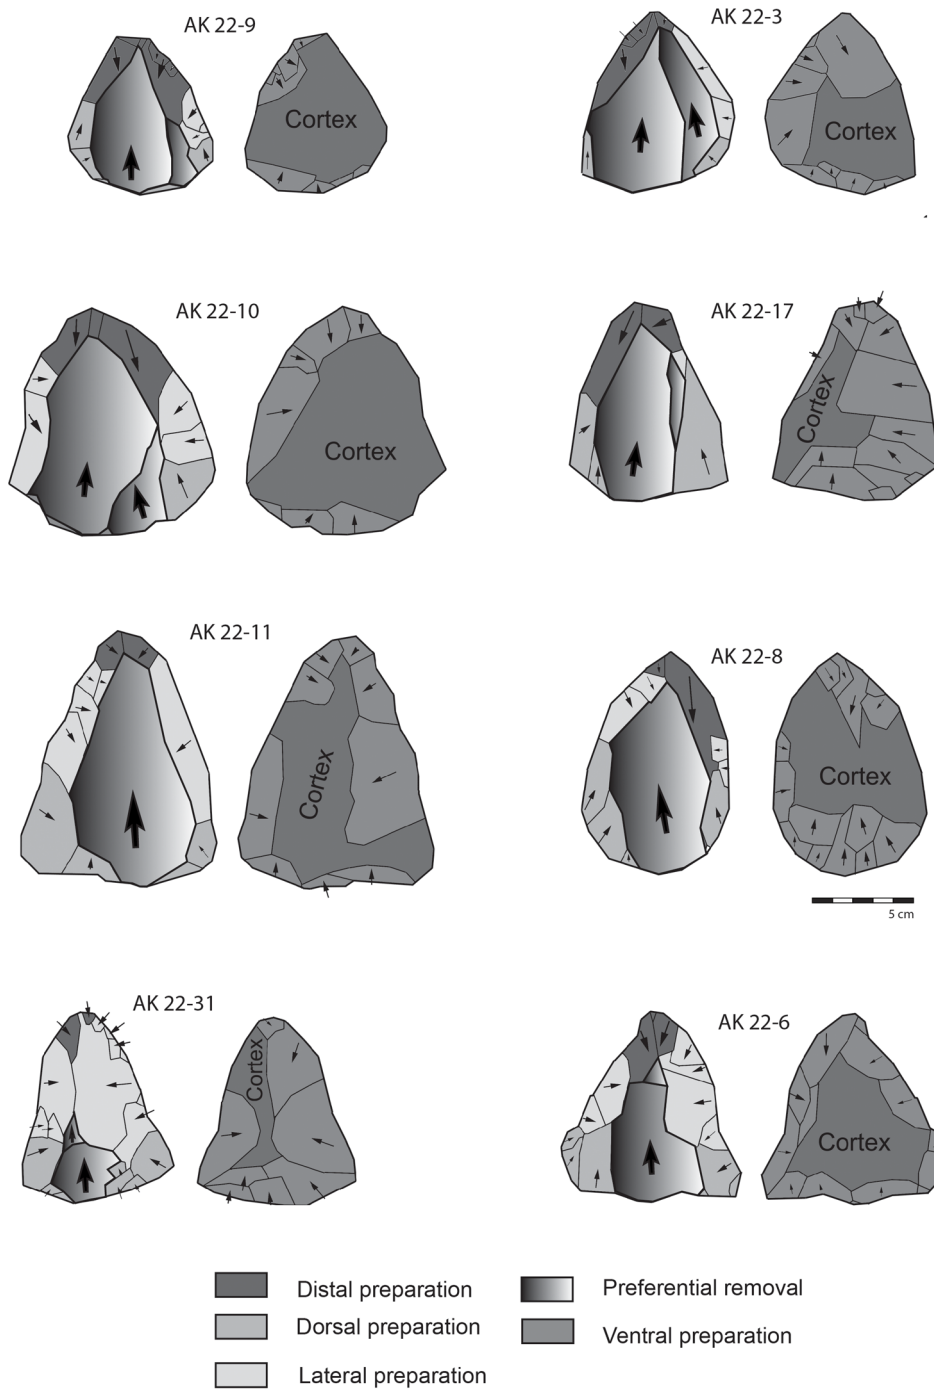 AK 22-9
AK 22-3
Cortex
Cortex
AK 22-10
AK 22-17
Cortex
Cortex
AK 22-11
AK 22-8
Cortex
Cortex
5 cm
AK 22-31
AK 22-6
Cortex
Cortex
Distal preparation
Preferential removal
Dorsal preparation
Ventral preparation
Lateral preparation